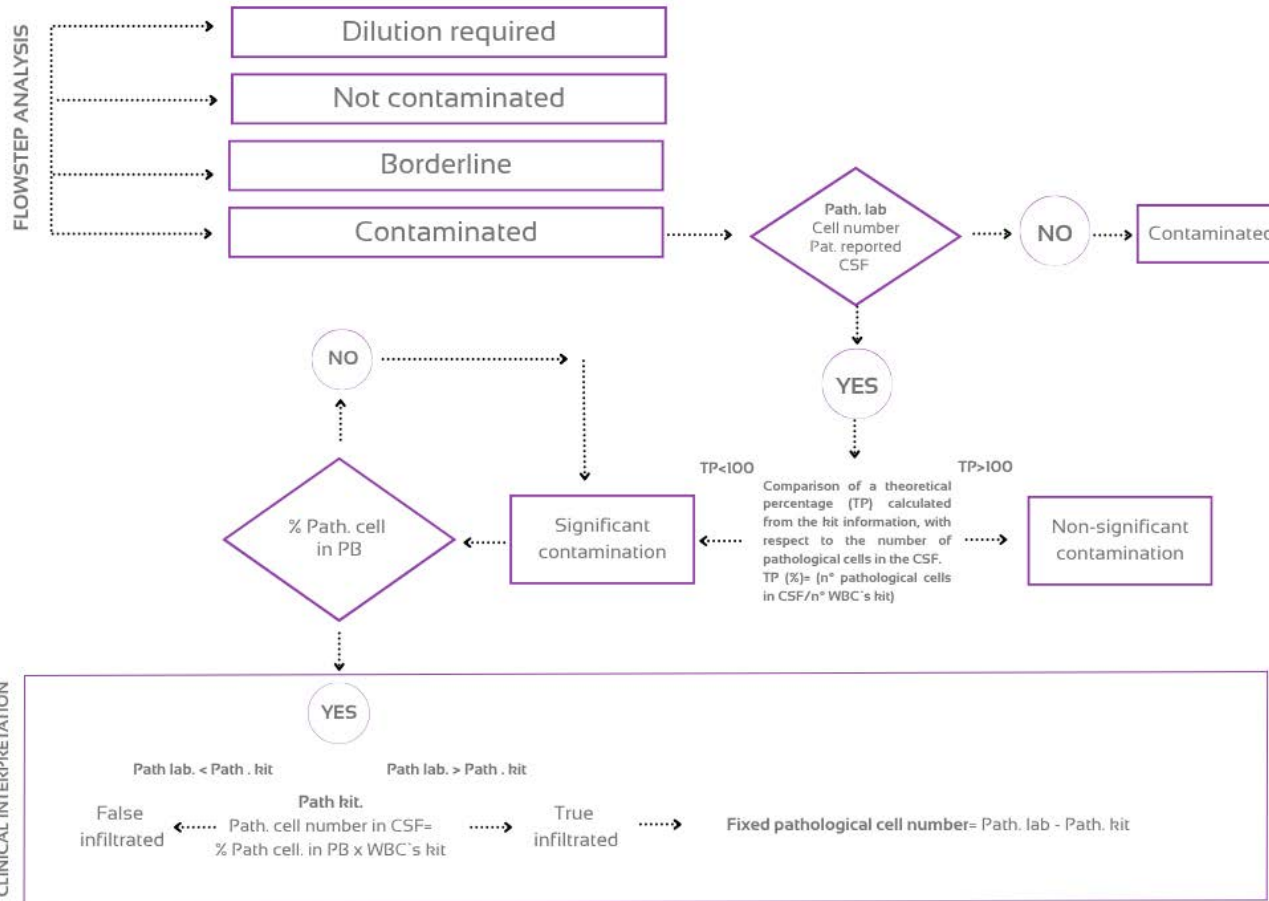 FLOWSTEP ANALYSIS
Dilution required
Not contaminated
Borderline
Contaminated
Path. lab
Cell number
Pat. reported
CSF
NO
Contaminated
YES
NO
TP<100
TP>100
Comparison of a theoretical
percentage (TP) calculated
from the kit information, with
respect to the number of
pathological cells in the CSF.
TP (%)= (n° pathological cells
in CSF/n° WBC`s kit)
Non-significant
contamination
Significant
contamination
% Path. cell
in PB
CLINICAL INTERPRETATION
YES
Path lab. < Path . kit
Path lab. > Path . kit
False
infiltrated
Path kit.
Path. cell number in CSF=
% Path cell. in PB x WBC`s kit
True
infiltrated
Fixed pathological cell number= Path. lab - Path. kit